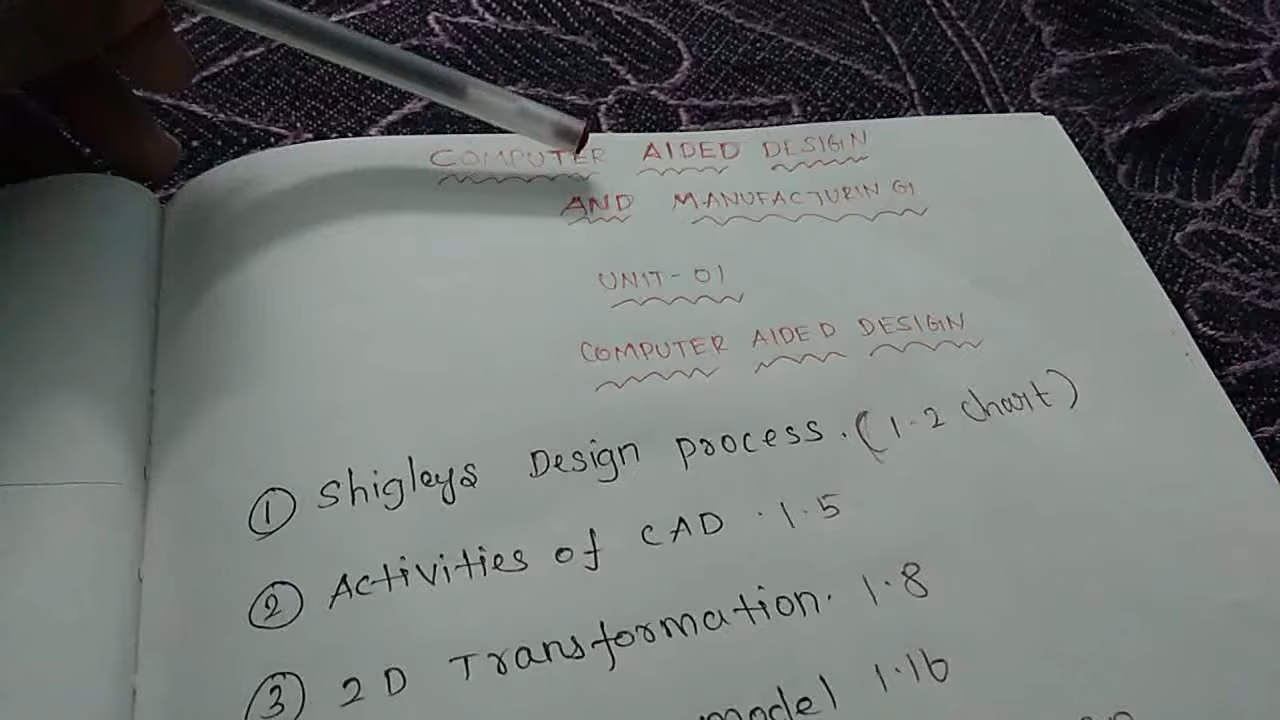 COMPUTER AIDED DESIGN
AND MANUFACTURING
UNIT-01
COMPUTER AIDED DESIGN
① Shigleys Design process. (1.2 chart)
② Activities of CAD . 1.5
③ 2D Transformation. 1.8
model 1.16